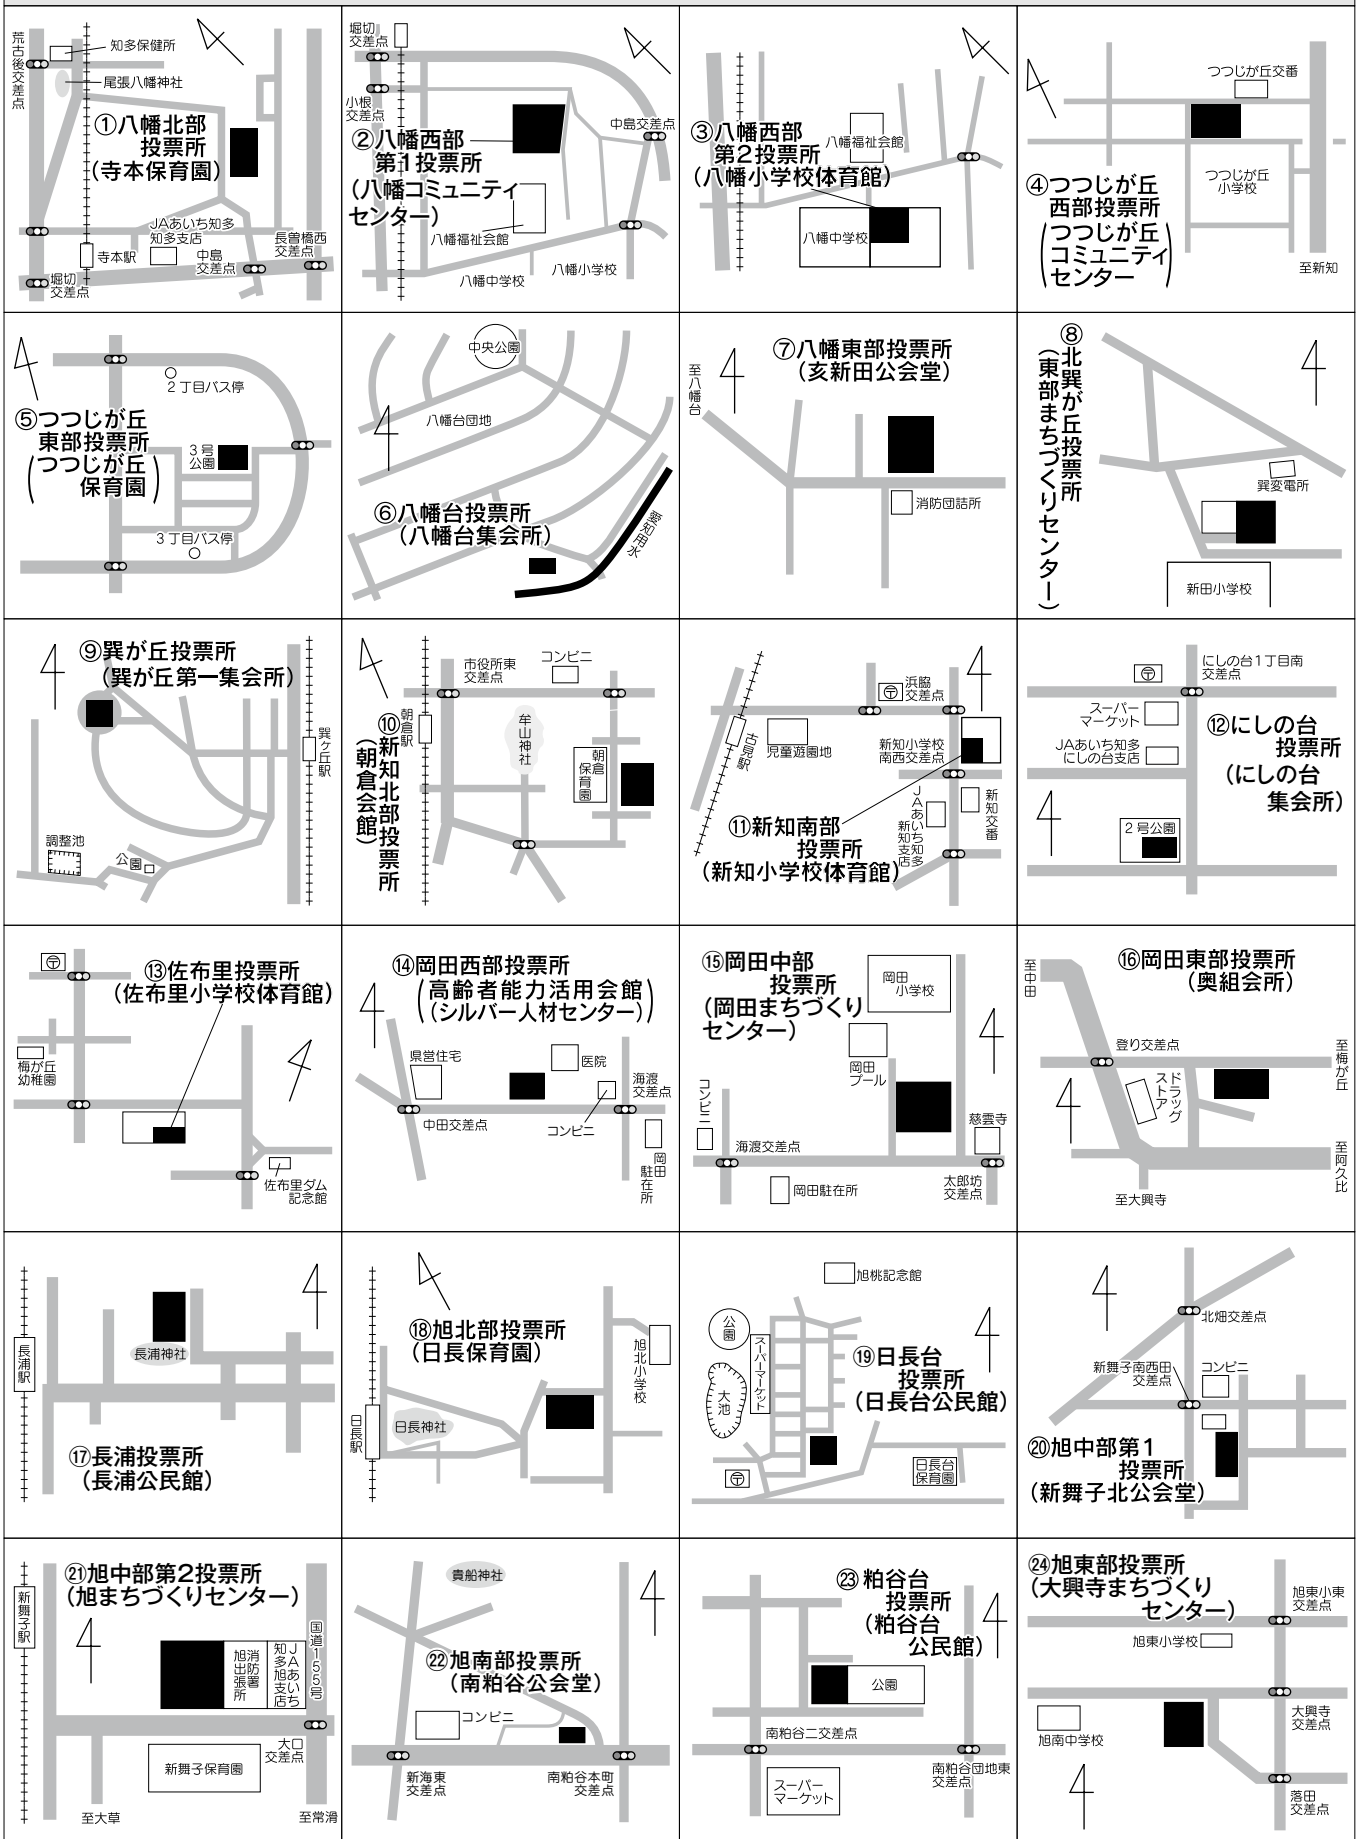 荒古後交差点
知多保健所
尾張八幡神社
①八幡北部
投票所
(寺本保育園)
JAあいち知多
知多支店
寺本駅
中島
交差点
長曽橋西
交差点
堀切
交差点
堀切
交差点
小根
交差点
中島交差点
②八幡西部
第1投票所
(八幡コミュニティ
センター)
八幡福祉会館
八幡中学校
八幡小学校
③八幡西部
第2投票所
(八幡小学校体育館)
八幡福祉会館
八幡中学校
つつじが丘交番
つつじが丘
小学校
④つつじが丘
西部投票所
(つつじが丘
コミュニティ
センター)
至新知
2丁目バス停
⑤つつじが丘
東部投票所
(つつじが丘
保育園)
3号
公園
3丁目バス停
中央公園
八幡台団地
⑥八幡台投票所
(八幡台集会所)
愛知用水
⑦八幡東部投票所
(亥新田公会堂)
至八幡台
消防団詰所
⑧北巽が丘投票所
(東部まちづくりセンター)
巽変電所
新田小学校
⑨巽が丘投票所
(巽が丘第一集会所)
巽ヶ丘駅
調整池
公園
市役所東
交差点
コンビニ
朝倉駅
牟山神社
朝倉
保育園
⑩新知北部投票所
(朝倉会館)
浜脇
交差点
古見駅
児童遊園地
新知小学校
南西交差点
JAあいち知多
新知支店
新知交番
⑪新知南部
投票所
(新知小学校体育館)
にしの台1丁目南
交差点
スーパー
マーケット
JAあいち知多
にしの台支店
⑫にしの台
投票所
(にしの台
集会所)
2号公園
⑬佐布里投票所
(佐布里小学校体育館)
梅が丘
幼稚園
佐布里ダム
記念館
⑭岡田西部投票所
(高齢者能力活用会館)
(シルバー人材センター)
県営住宅
医院
海渡
交差点
中田交差点
コンビニ
岡田
駐在所
⑮岡田中部
投票所
(岡田まちづくり
センター)
岡田
小学校
岡田
プール
コンビニ
慈雲寺
海渡交差点
岡田駐在所
太郎坊
交差点
⑯岡田東部投票所
(奥組会所)
至中田
登り交差点
至梅が丘
ドラッグ
ストア
至阿久比
至大興寺
長浦駅
長浦神社
⑰長浦投票所
(長浦公民館)
⑱旭北部投票所
(日長保育園)
旭北小学校
日長駅
日長神社
旭桃記念館
公園
スーパーマーケット
大池
⑲日長台
投票所
(日長台公民館)
日長台
保育園
北畑交差点
新舞子南西田
交差点
コンビニ
⑳旭中部第1
投票所
(新舞子北公会堂)
㉑旭中部第2投票所
(旭まちづくりセンター)
新舞子駅
国道155号
消防署
旭出張所
JAあいち
知多旭支店
大口
交差点
新舞子保育園
至大草
至常滑
貴船神社
㉒旭南部投票所
(南粕谷公会堂)
コンビニ
新海東
交差点
南粕谷本町
交差点
㉓粕谷台
投票所
(粕谷台
公民館)
公園
南粕谷二交差点
南粕谷団地東
交差点
スーパー
マーケット
㉔旭東部投票所
(大興寺まちづくり
センター)
旭東小東
交差点
旭東小学校
大興寺
交差点
旭南中学校
落田
交差点